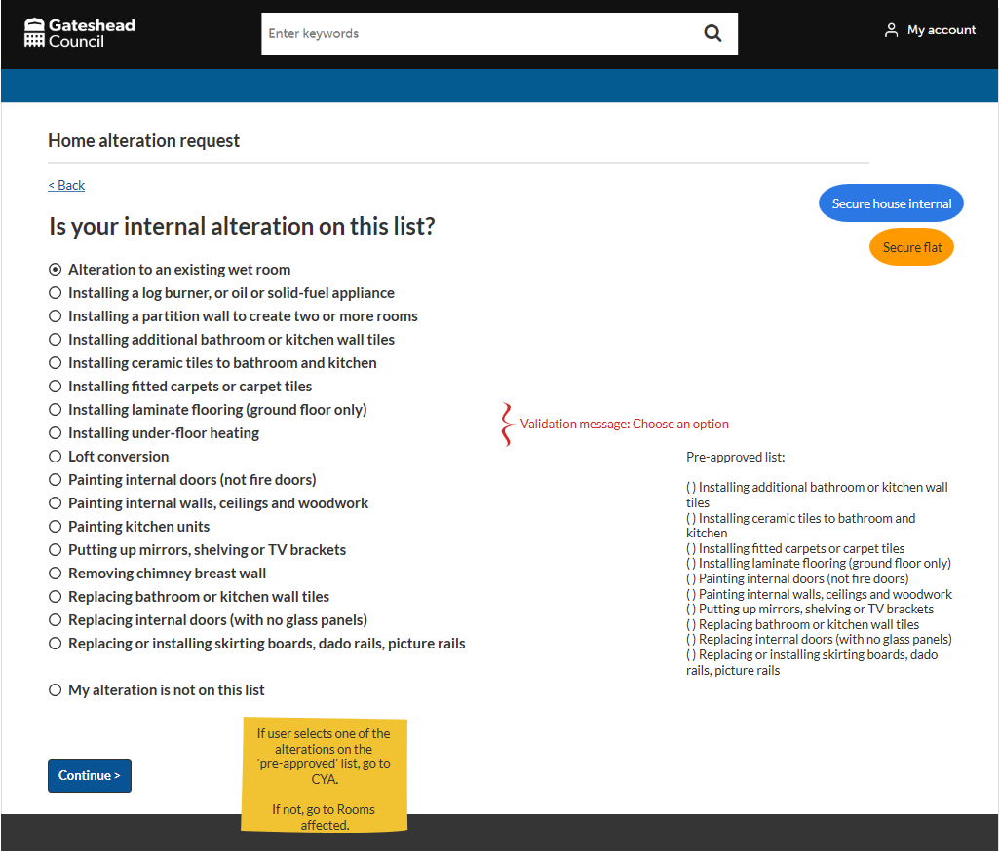 Gateshead
Council
Enter keywords
My account
Home alteration request
< Back
Secure house internal
Is your internal alteration on this list?
Secure flat
Alteration to an existing wet room
Installing a log burner, or oil or solid-fuel appliance
Installing a partition wall to create two or more rooms
Installing additional bathroom or kitchen wall tiles
Installing ceramic tiles to bathroom and kitchen
Installing fitted carpets or carpet tiles
Installing laminate flooring (ground floor only)
Installing under-floor heating
Loft conversion
Painting internal doors (not fire doors)
Painting internal walls, ceilings and woodwork
Painting kitchen units
Putting up mirrors, shelving or TV brackets
Removing chimney breast wall
Replacing bathroom or kitchen wall tiles
Replacing internal doors (with no glass panels)
Replacing or installing skirting boards, dado rails, picture rails
My alteration is not on this list
Validation message: Choose an option
Pre-approved list:
( ) Installing additional bathroom or kitchen wall
tiles
( ) Installing ceramic tiles to bathroom and
kitchen
( ) Installing fitted carpets or carpet tiles
( ) Installing laminate flooring (ground floor only)
( ) Painting internal doors (not fire doors)
( ) Painting internal walls, ceilings and woodwork
( ) Putting up mirrors, shelving or TV brackets
( ) Replacing bathroom or kitchen wall tiles
( ) Replacing internal doors (with no glass panels)
( ) Replacing or installing skirting boards, dado
rails, picture rails
If user selects one of the
alterations on the
'pre-approved' list, go to
CYA.
If not, go to Rooms
affected.
Continue >